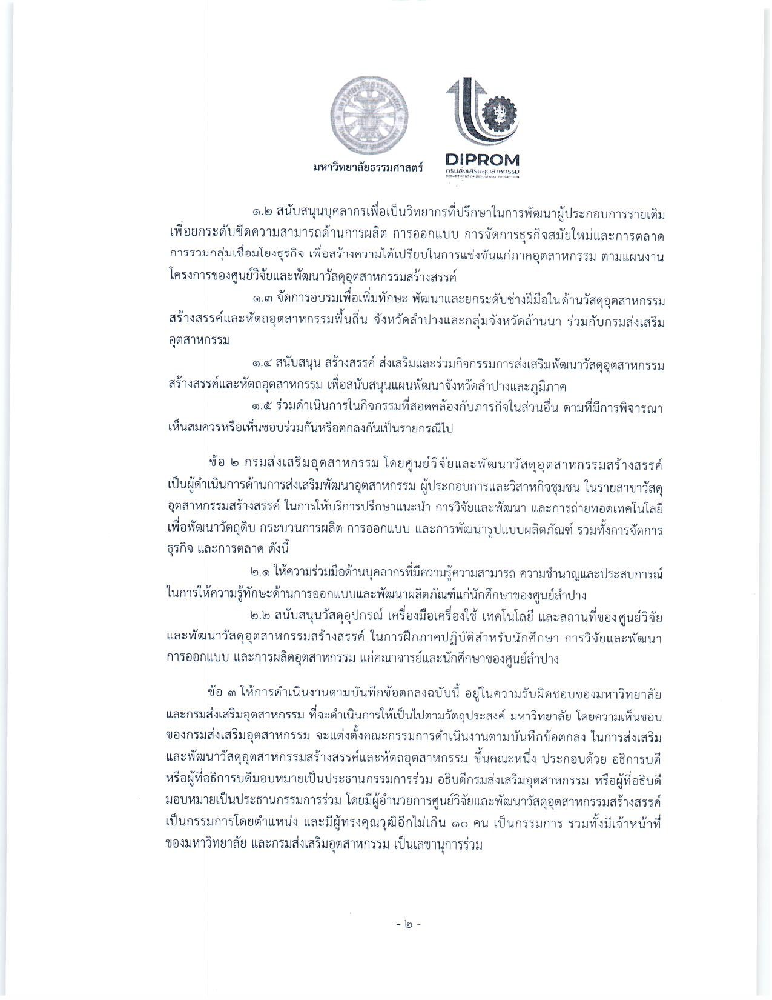 มหาวิทยาลัยธรรมศาสตร์
DIPROM
กรมส่งเสริมอุตสาหกรรม
DEPARTMENT OF INDUSTRIAL PROMOTION
๑.๒ สนับสนุนบุคลากรเพื่อเป็นวิทยากรที่ปรึกษาในการพัฒนาผู้ประกอบการรายเดิม
เพื่อยกระดับขีดความสามารถด้านการผลิต การออกแบบ การจัดการธุรกิจสมัยใหม่และการตลาด
การรวมกลุ่มเชื่อมโยงธุรกิจ เพื่อสร้างความได้เปรียบในการแข่งขันแก่ภาคอุตสาหกรรม ตามแผนงาน
โครงการของศูนย์วิจัยและพัฒนาวัสดุอุตสาหกรรมสร้างสรรค์
๑.๓ จัดการอบรมเพื่อเพิ่มทักษะ พัฒนาและยกระดับช่างฝีมือในด้านวัสดุอุตสาหกรรม
สร้างสรรค์และหัตถอุตสาหกรรมพื้นถิ่น จังหวัดลำปางและกลุ่มจังหวัดล้านนา ร่วมกับกรมส่งเสริม
อุตสาหกรรม
๑.๔ สนับสนุน สร้างสรรค์ ส่งเสริมและร่วมกิจกรรมการส่งเสริมพัฒนาวัสดุอุตสาหกรรม
สร้างสรรค์และหัตถอุตสาหกรรม เพื่อสนับสนุนแผนพัฒนาจังหวัดลำปางและภูมิภาค
๑.๕ ร่วมดำเนินการในกิจกรรมที่สอดคล้องกับภารกิจในส่วนอื่น ตามที่มีการพิจารณา
เห็นสมควรหรือเห็นชอบร่วมกันหรือตกลงกันเป็นรายกรณีไป
ข้อ ๒ กรมส่งเสริมอุตสาหกรรม โดยศูนย์วิจัยและพัฒนาวัสดุอุตสาหกรรมสร้างสรรค์
เป็นผู้ดำเนินการด้านการส่งเสริมพัฒนาอุตสาหกรรม ผู้ประกอบการและวิสาหกิจชุมชน ในรายสาขาวัสดุ
อุตสาหกรรมสร้างสรรค์ ในการให้บริการปรึกษาแนะนำ การวิจัยและพัฒนา และการถ่ายทอดเทคโนโลยี
เพื่อพัฒนาวัตถุดิบ กระบวนการผลิต การออกแบบ และการพัฒนารูปแบบผลิตภัณฑ์ รวมทั้งการจัดการ
ธุรกิจ และการตลาด ดังนี้
๒.๑ ให้ความร่วมมือด้านบุคลากรที่มีความรู้ความสามารถ ความชำนาญและประสบการณ์
ในการให้ความรู้ทักษะด้านการออกแบบและพัฒนาผลิตภัณฑ์แก่นักศึกษาของศูนย์ลำปาง
๒.๒ สนับสนุนวัสดุอุปกรณ์ เครื่องมือเครื่องใช้ เทคโนโลยี และสถานที่ของศูนย์วิจัย
และพัฒนาวัสดุอุตสาหกรรมสร้างสรรค์ ในการฝึกภาคปฏิบัติสำหรับนักศึกษา การวิจัยและพัฒนา
การออกแบบ และการผลิตอุตสาหกรรม แก่คณาจารย์และนักศึกษาของศูนย์ลำปาง
ข้อ ๓ ให้การดำเนินงานตามบันทึกข้อตกลงฉบับนี้ อยู่ในความรับผิดชอบของมหาวิทยาลัย
และกรมส่งเสริมอุตสาหกรรม ที่จะดำเนินการให้เป็นไปตามวัตถุประสงค์ มหาวิทยาลัย โดยความเห็นชอบ
ของกรมส่งเสริมอุตสาหกรรม จะแต่งตั้งคณะกรรมการดำเนินงานตามบันทึกข้อตกลง ในการส่งเสริม
และพัฒนาวัสดุอุตสาหกรรมสร้างสรรค์และหัตถอุตสาหกรรม ขึ้นคณะหนึ่ง ประกอบด้วย อธิการบดี
หรือผู้ที่อธิการบดีมอบหมายเป็นประธานกรรมการร่วม อธิบดีกรมส่งเสริมอุตสาหกรรม หรือผู้ที่อธิบดี
มอบหมายเป็นประธานกรรมการร่วม โดยมีผู้อำนวยการศูนย์วิจัยและพัฒนาวัสดุอุตสาหกรรมสร้างสรรค์
เป็นกรรมการโดยตำแหน่ง และมีผู้ทรงคุณวุฒิอีกไม่เกิน ๑๐ คน เป็นกรรมการ รวมทั้งมีเจ้าหน้าที่
ของมหาวิทยาลัย และกรมส่งเสริมอุตสาหกรรม เป็นเลขานุการร่วม
- ๒ -